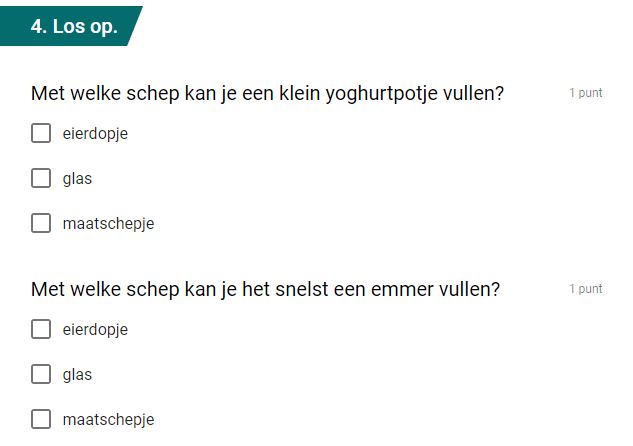 4. Los op.
Met welke schep kan je een klein yoghurtpotje vullen? 1 punt
eierdopje
glas
maatschepje
Met welke schep kan je het snelst een emmer vullen? 1 punt
eierdopje
glas
maatschepje